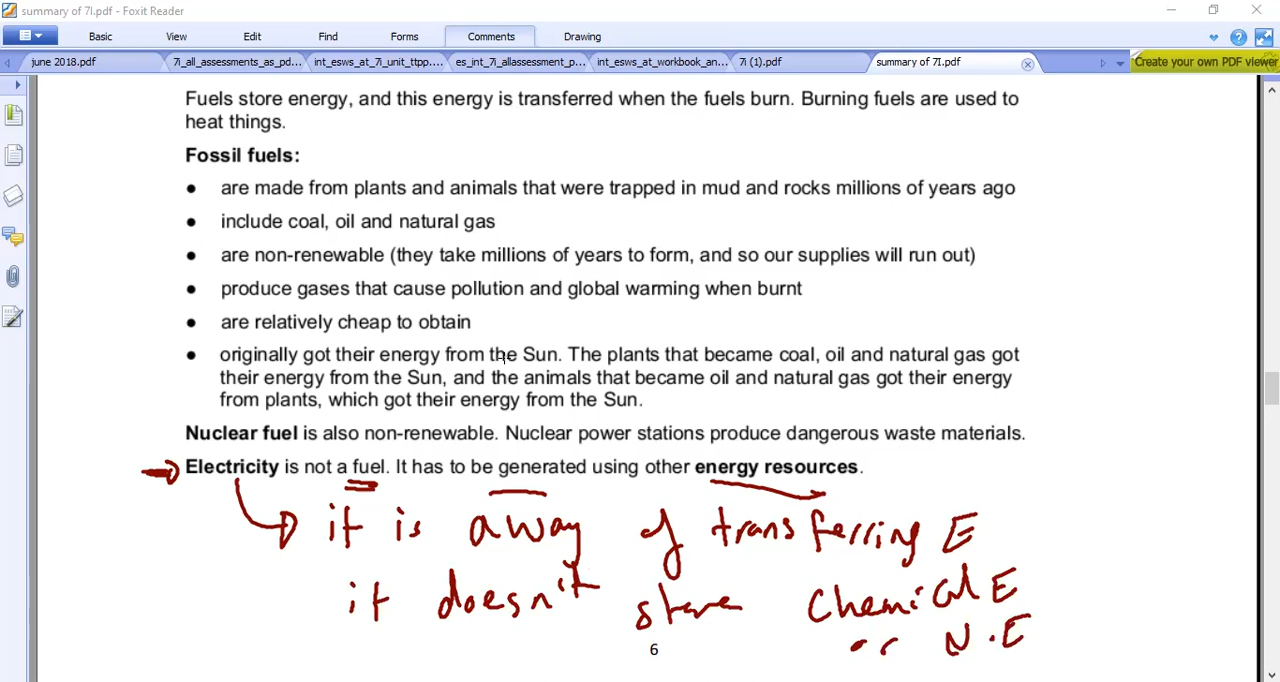 summary of 7I.pdf - Foxit Reader
Basic View Edit Find Forms Comments Drawing
june 2018.pdf 7i_all_assessments_as_pd... int_esws_at_7i_unit_ttpp.... es_int_7i_allassessment_p... int_esws_at_workbook_an... 7i (1).pdf summary of 7I.pdf Create your own PDF viewer
Fuels store energy, and this energy is transferred when the fuels burn. Burning fuels are used to
heat things.
Fossil fuels:
● are made from plants and animals that were trapped in mud and rocks millions of years ago
● include coal, oil and natural gas
● are non-renewable (they take millions of years to form, and so our supplies will run out)
● produce gases that cause pollution and global warming when burnt
● are relatively cheap to obtain
● originally got their energy from the Sun. The plants that became coal, oil and natural gas got
their energy from the Sun, and the animals that became oil and natural gas got their energy
from plants, which got their energy from the Sun.
Nuclear fuel is also non-renewable. Nuclear power stations produce dangerous waste materials.
Electricity is not a fuel. It has to be generated using other energy resources.
it is away of transferring E
it doesn't store chemical E
or N.E
6